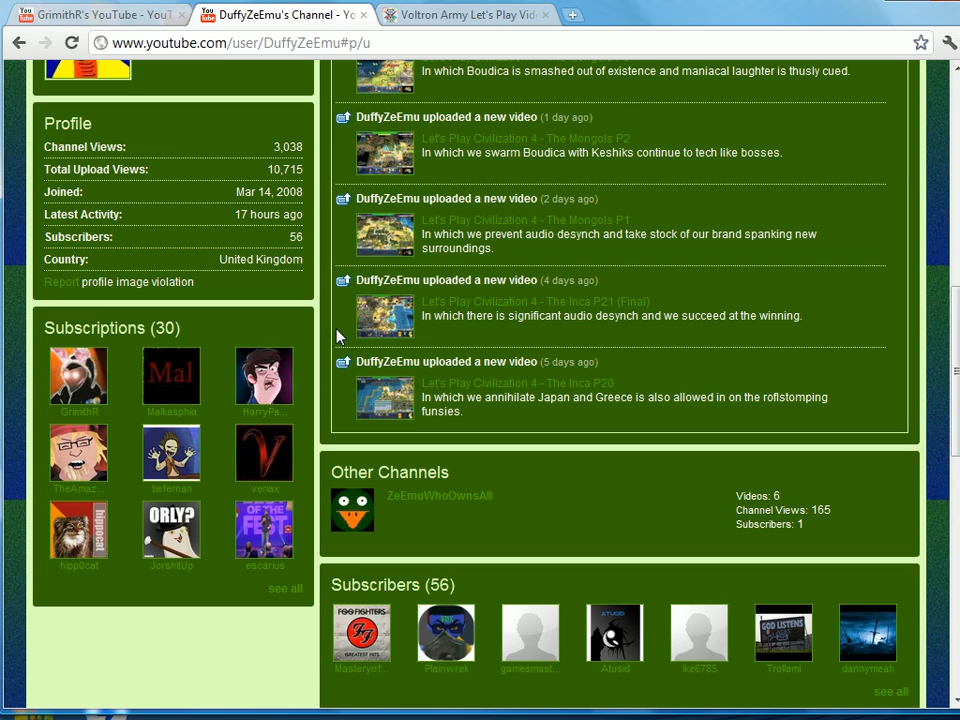 GrimithR's YouTube - YouT
DuffyZeEmu's Channel - Yo
Voltron Army Let's Play Vide
www.youtube.com/user/DuffyZeEmu#p/u
In which Boudica is smashed out of existence and maniacal laughter is thusly cued.
DuffyZeEmu uploaded a new video (1 day ago)
Let's Play Civilization 4 - The Mongols P2
In which we swarm Boudica with Keshiks continue to tech like bosses.
DuffyZeEmu uploaded a new video (2 days ago)
Let's Play Civilization 4 - The Mongols P1
In which we prevent audio desynch and take stock of our brand spanking new
surroundings.
DuffyZeEmu uploaded a new video (4 days ago)
Let's Play Civilization 4 - The Inca P21 (Final)
In which there is significant audio desynch and we succeed at the winning.
DuffyZeEmu uploaded a new video (5 days ago)
Let's Play Civilization 4 - The Inca P20
In which we annihilate Japan and Greece is also allowed in on the roflstomping
funsies.
Profile
Channel Views: 3,038
Total Upload Views: 10,715
Joined: Mar 14, 2008
Latest Activity: 17 hours ago
Subscribers: 56
Country: United Kingdom
Report profile image violation
Subscriptions (30)
Mal
GrimithR Malkasphia HarryPa...
TheAmaz... tiefernan veriax
hippocat
ORLY?
OF THE
FEST
hipp0cat JorshItUp escarius
see all
Other Channels
ZeEmuWhoOwnsAll
Videos: 6
Channel Views: 165
Subscribers: 1
Subscribers (56)
FOO FIGHTERS
GREATEST HITS
ATUSID
GOD LISTENS
Masteryof... Plainwrek gamesmast... Atusid ike6785 Trollami dannymeah
see all